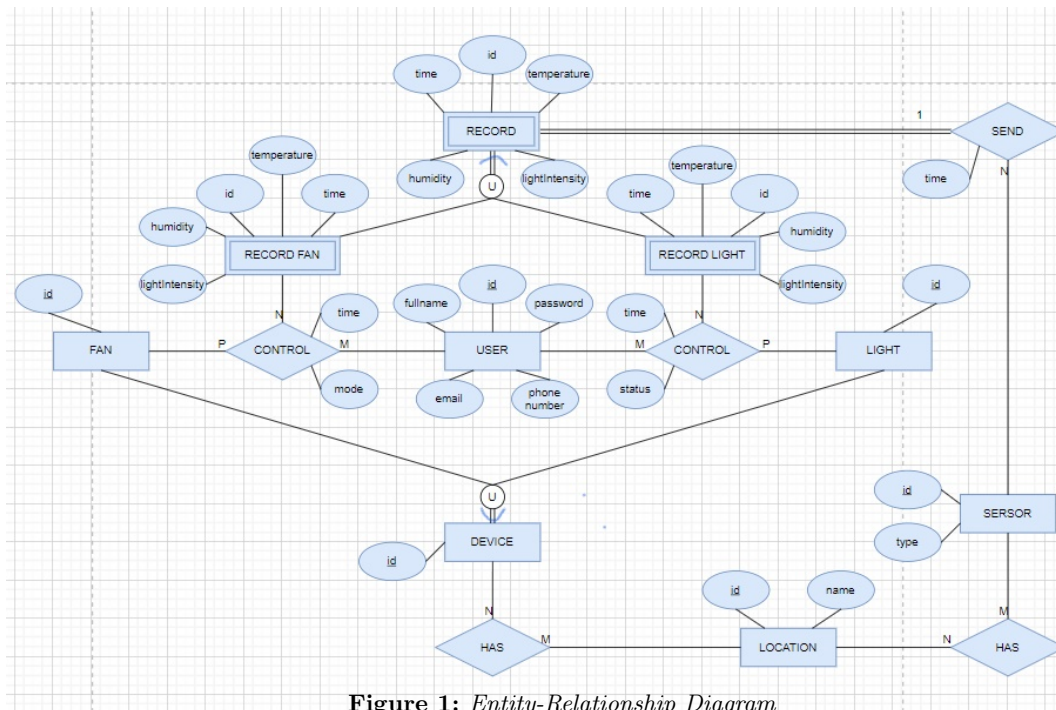 id
time
temperature
RECORD
1
SEND
humidity
lightIntensity
time
N
U
temperature
id
time
humidity
lightIntensity
RECORD FAN
temperature
time
id
humidity
lightIntensity
RECORD LIGHT
id
FAN
P
N
CONTROL
M
time
mode
fullname
id
password
USER
email
phone
number
time
status
M
N
CONTROL
P
id
LIGHT
U
id
DEVICE
id
type
SERSOR
N
HAS
M
id
name
LOCATION
N
M
HAS
Figure 1: Entity-Relationship Diagram